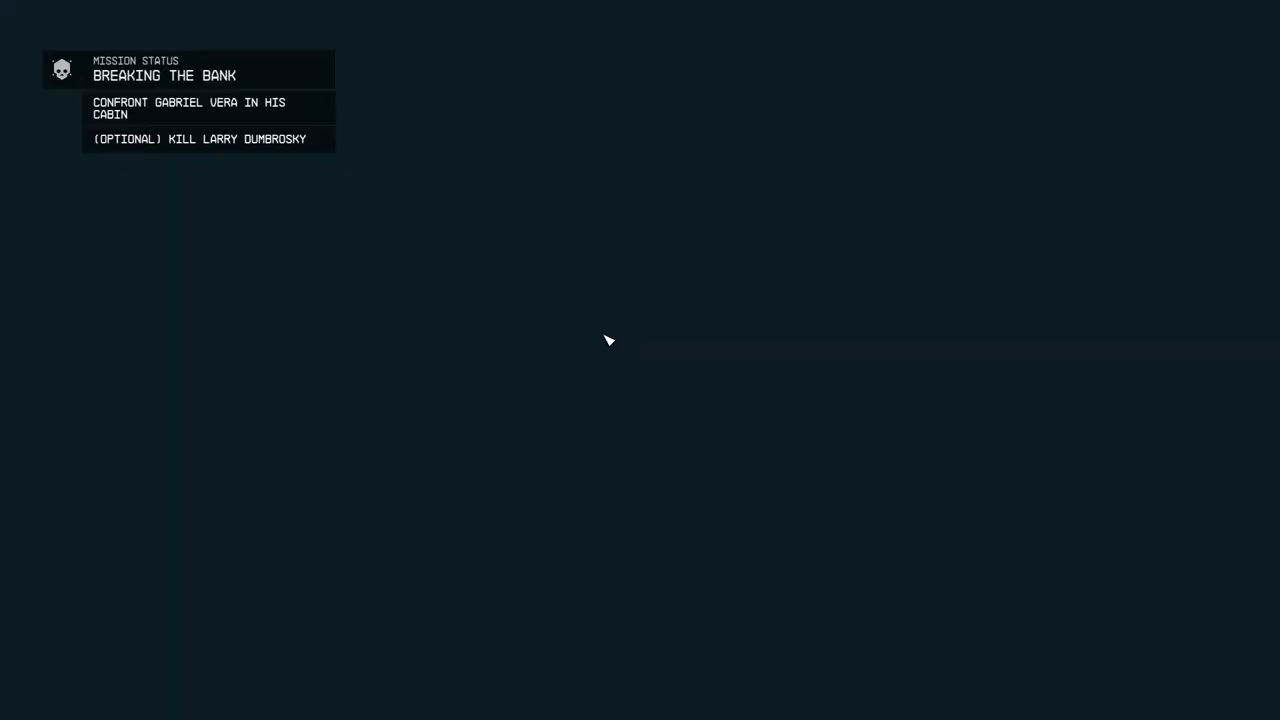 MISSION STATUS
BREAKING THE BANK
CONFRONT GABRIEL VERA IN HIS
CABIN
(OPTIONAL) KILL LARRY DUMBROSKY